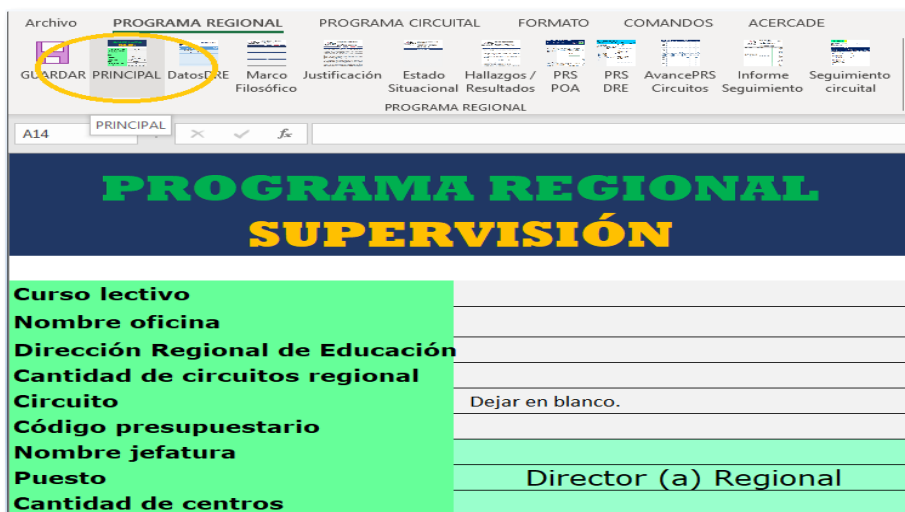 Archivo PROGRAMA REGIONAL PROGRAMA CIRCUITAL FORMATO COMANDOS ACERCADE
GUARDAR PRINCIPAL DatosDRE Marco Filosófico Justificación Estado Situacional Hallazgos / Resultados PRS POA PRS DRE AvancePRS Circuitos Informe Seguimiento Seguimiento circuital
PROGRAMA REGIONAL
PRINCIPAL
A14 fx
PROGRAMA REGIONAL
SUPERVISIÓN
Curso lectivo
Nombre oficina
Dirección Regional de Educación
Cantidad de circuitos regional
Circuito Dejar en blanco.
Código presupuestario
Nombre jefatura
Puesto Director (a) Regional
Cantidad de centros